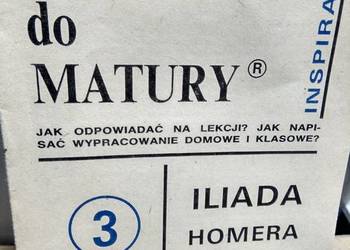 do
MATURY®
INSPIRA
JAK ODPOWIADAĆ NA LEKCJI? JAK NAPI-
SAĆ WYPRACOWANIE DOMOWE I KLASOWE?
3
ILIADA
HOMERA